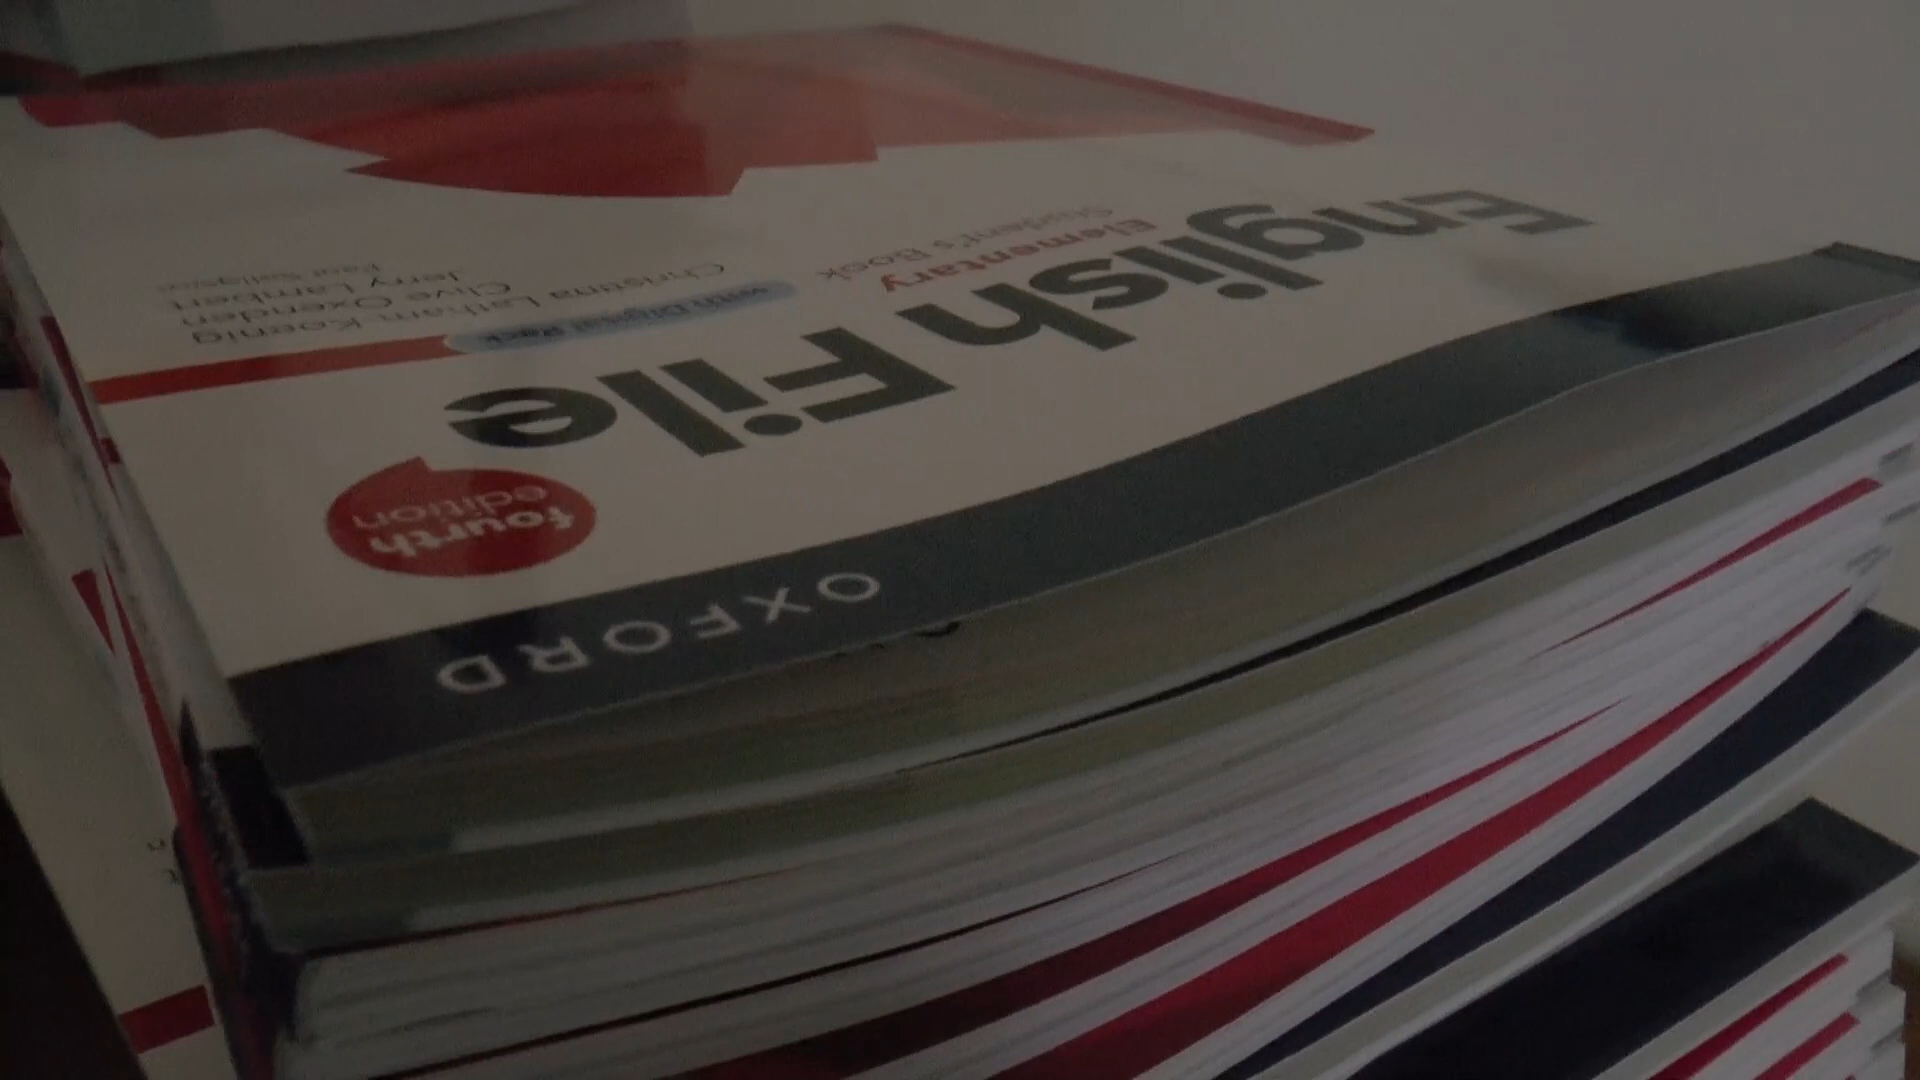 English File
Elementary
Student's Book
with Digital Pack
Christina Latham-Koenig
Clive Oxenden
Jerry Lambert
Paul Seligson
fourth
edition
OXFORD